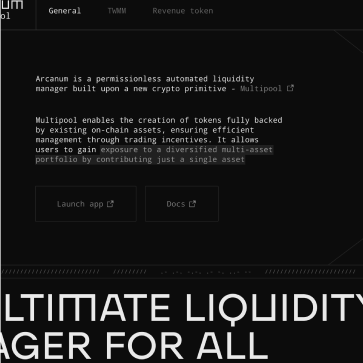 um
ool
General TWMM Revenue token
Arcanum is a permissionless automated liquidity
manager built upon a new crypto primitive - Multipool
Multipool enables the creation of tokens fully backed
by existing on-chain assets, ensuring efficient
management through trading incentives. It allows
users to gain exposure to a diversified multi-asset
portfolio by contributing just a single asset
Launch app Docs
LTIMATE LIQUIDITY
AGER FOR ALL